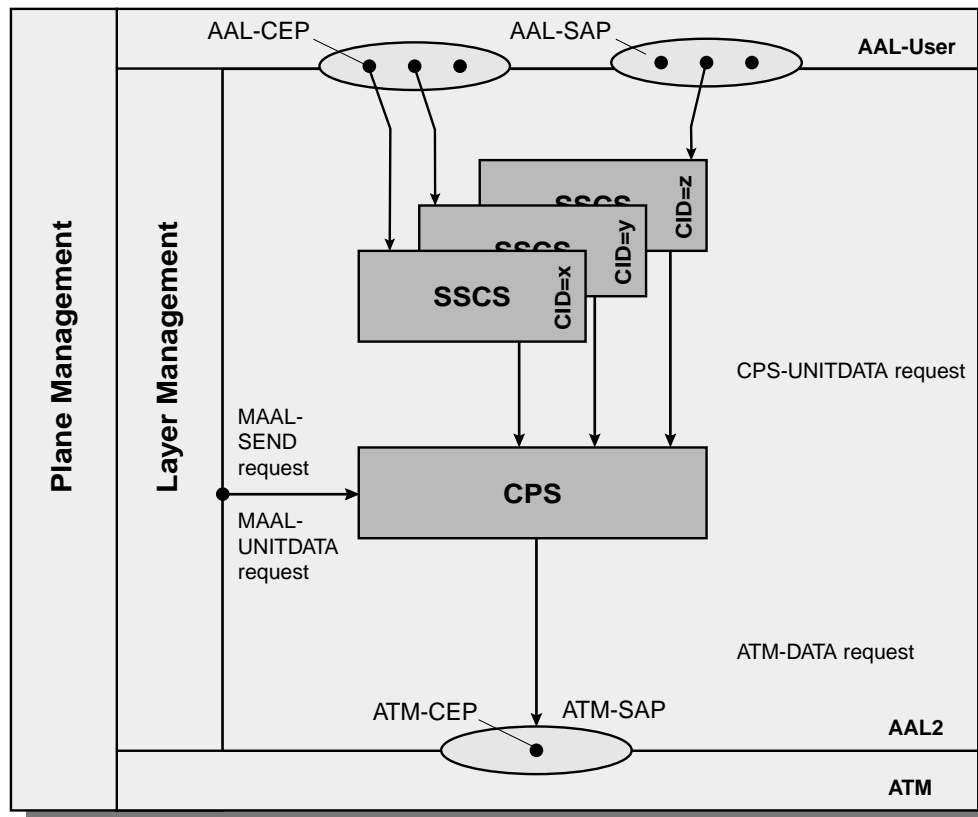 AAL-CEP
AAL-SAP
AAL-User
Plane Management
Layer Management
SSCS
CID=z
SSCS
CID=y
SSCS
CID=x
CPS-UNITDATA request
MAAL-
SEND
request
CPS
MAAL-
UNITDATA
request
ATM-DATA request
ATM-CEP
ATM-SAP
AAL2
ATM